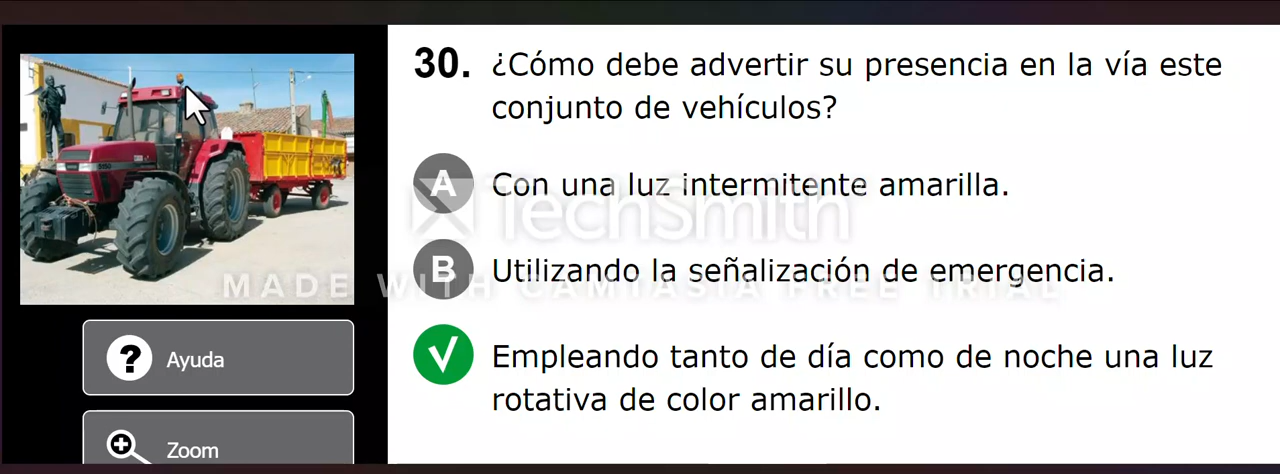 30. ¿Cómo debe advertir su presencia en la vía este
conjunto de vehículos?
A Con una luz intermitente amarilla.
TechSmith
B Utilizando la señalización de emergencia.
MADE WITH CAMTASIA FREE TRIAL
Empleando tanto de día como de noche una luz
rotativa de color amarillo.
? Ayuda
Zoom